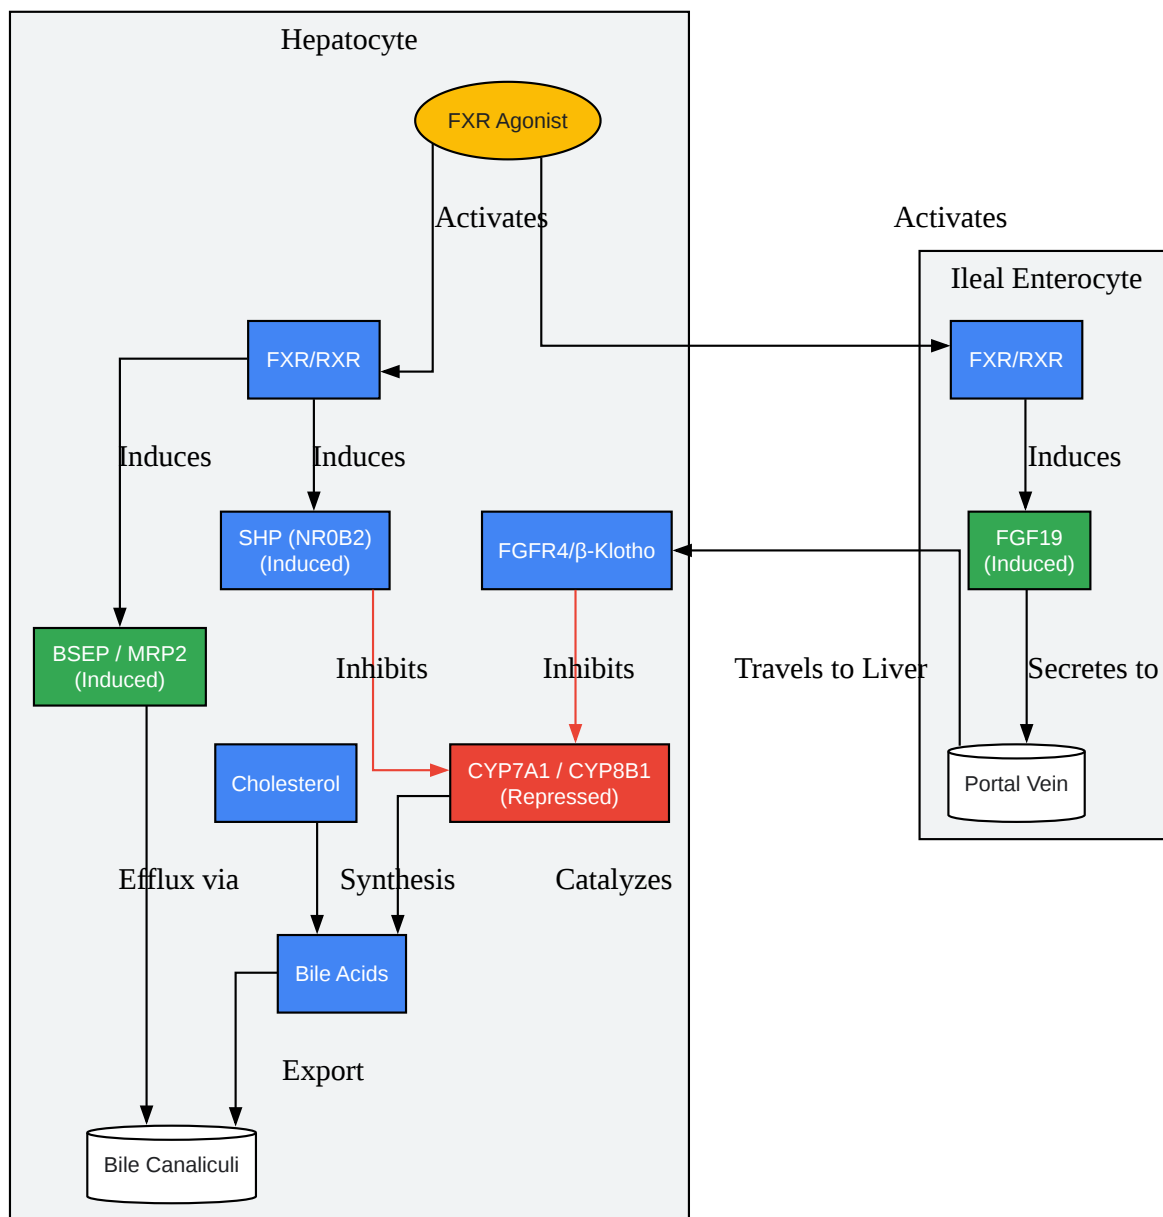 Hepatocyte
FXR Agonist
Activates
Activates
Ileal Enterocyte
FXR/RXR
FXR/RXR
Induces
Induces
Induces
SHP (NR0B2)
(Induced)
FGFR4/β-Klotho
FGF19
(Induced)
BSEP / MRP2
(Induced)
Inhibits
Inhibits
Travels to Liver
Secretes to
Cholesterol
CYP7A1 / CYP8B1
(Repressed)
Portal Vein
Efflux via
Synthesis
Catalyzes
Bile Acids
Export
Bile Canaliculi